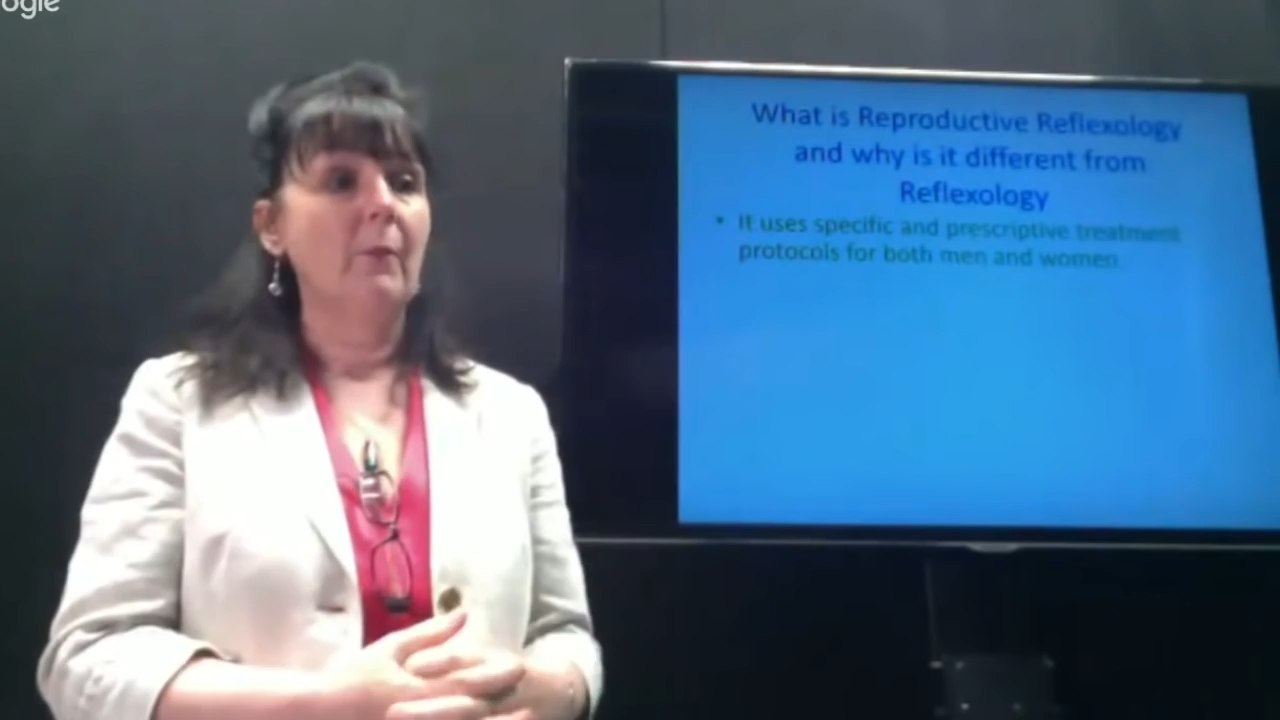 ogle
What is Reproductive Reflexology
and why is it different from
Reflexology
• It uses specific and prescriptive treatment
protocols for both men and women